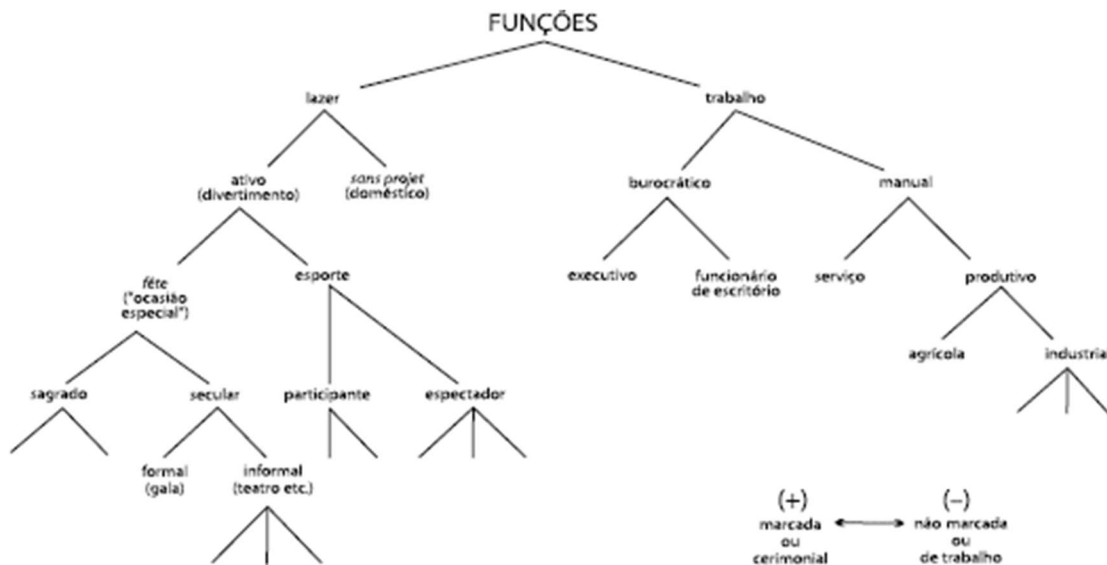 FUNÇÕES
lazer
trabalho
ativo
(divertimento)
sans projet
(doméstico)
burocrático
manual
fête
("ocasião
especial")
esporte
executivo
funcionário
de escritório
serviço
produtivo
agrícola
industrial
sagrado
secular
participante
espectador
formal
(gala)
informal
(teatro etc.)
(+)
marcada
ou
cerimonial
(–)
não marcada
ou
de trabalho